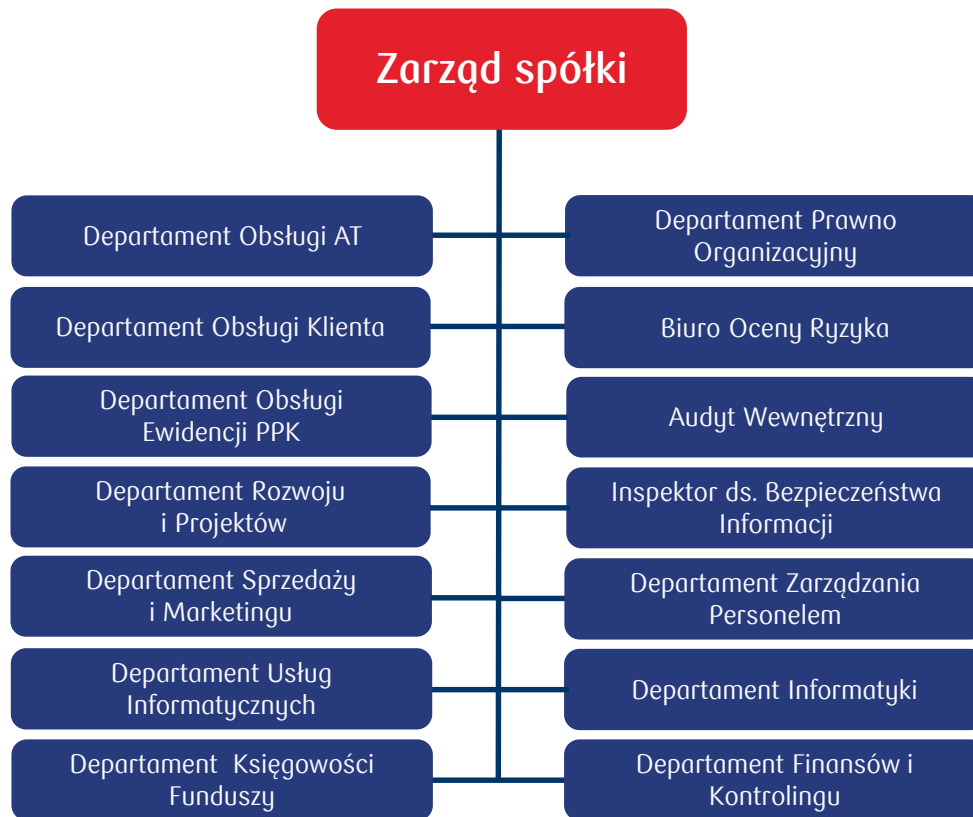 Zarząd spółki
Departament Obsługi AT
Departament Prawno
Organizacyjny
Departament Obsługi Klienta
Biuro Oceny Ryzyka
Departament Obsługi
Ewidencji PPK
Audyt Wewnętrzny
Departament Rozwoju
i Projektów
Inspektor ds. Bezpieczeństwa
Informacji
Departament Sprzedaży
i Marketingu
Departament Zarządzania
Personelem
Departament Usług
Informatycznych
Departament Informatyki
Departament Księgowości
Funduszy
Departament Finansów i
Kontrolingu